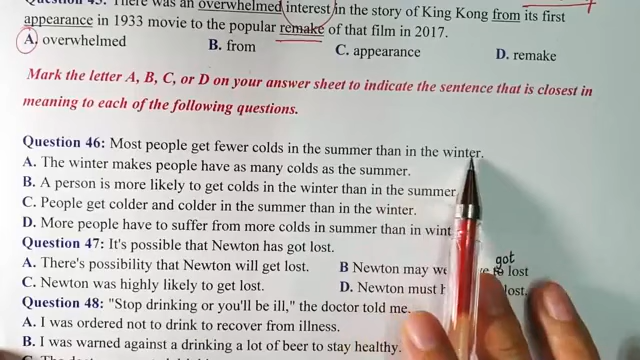 There was an overwhelmed interest in the story of King Kong from its first
appearance in 1933 movie to the popular remake of that film in 2017.
A. overwhelmed B. from C. appearance D. remake
Mark the letter A, B, C, or D on your answer sheet to indicate the sentence that is closest in
meaning to each of the following questions.
Question 46: Most people get fewer colds in the summer than in the winter.
A. The winter makes people have as many colds as the summer.
B. A person is more likely to get colds in the winter than in the summer
C. People get colder and colder in the summer than in the winter.
D. More people have to suffer from more colds in summer than in
Question 47: It's possible that Newton has got lost.
got
A. There's possibility that Newton will get lost. B Newton may lost
C. Newton was highly likely to get lost. D. Newton must lost.
Question 48: "Stop drinking or you'll be ill," the doctor told me.
A. I was ordered not to drink to recover from illness.
B. I was warned against a drinking a lot of beer to stay healthy.